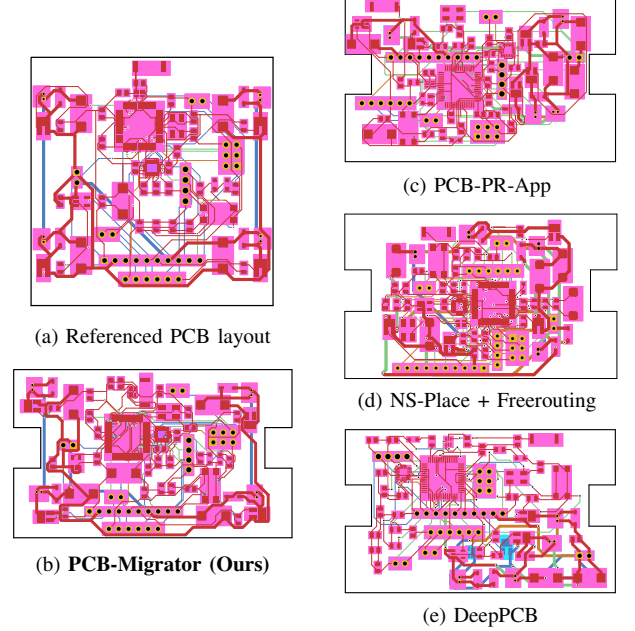 (a) Referenced PCB layout
(b) PCB-Migrator (Ours)
(c) PCB-PR-App
(d) NS-Place + Freerouting
(e) DeepPCB